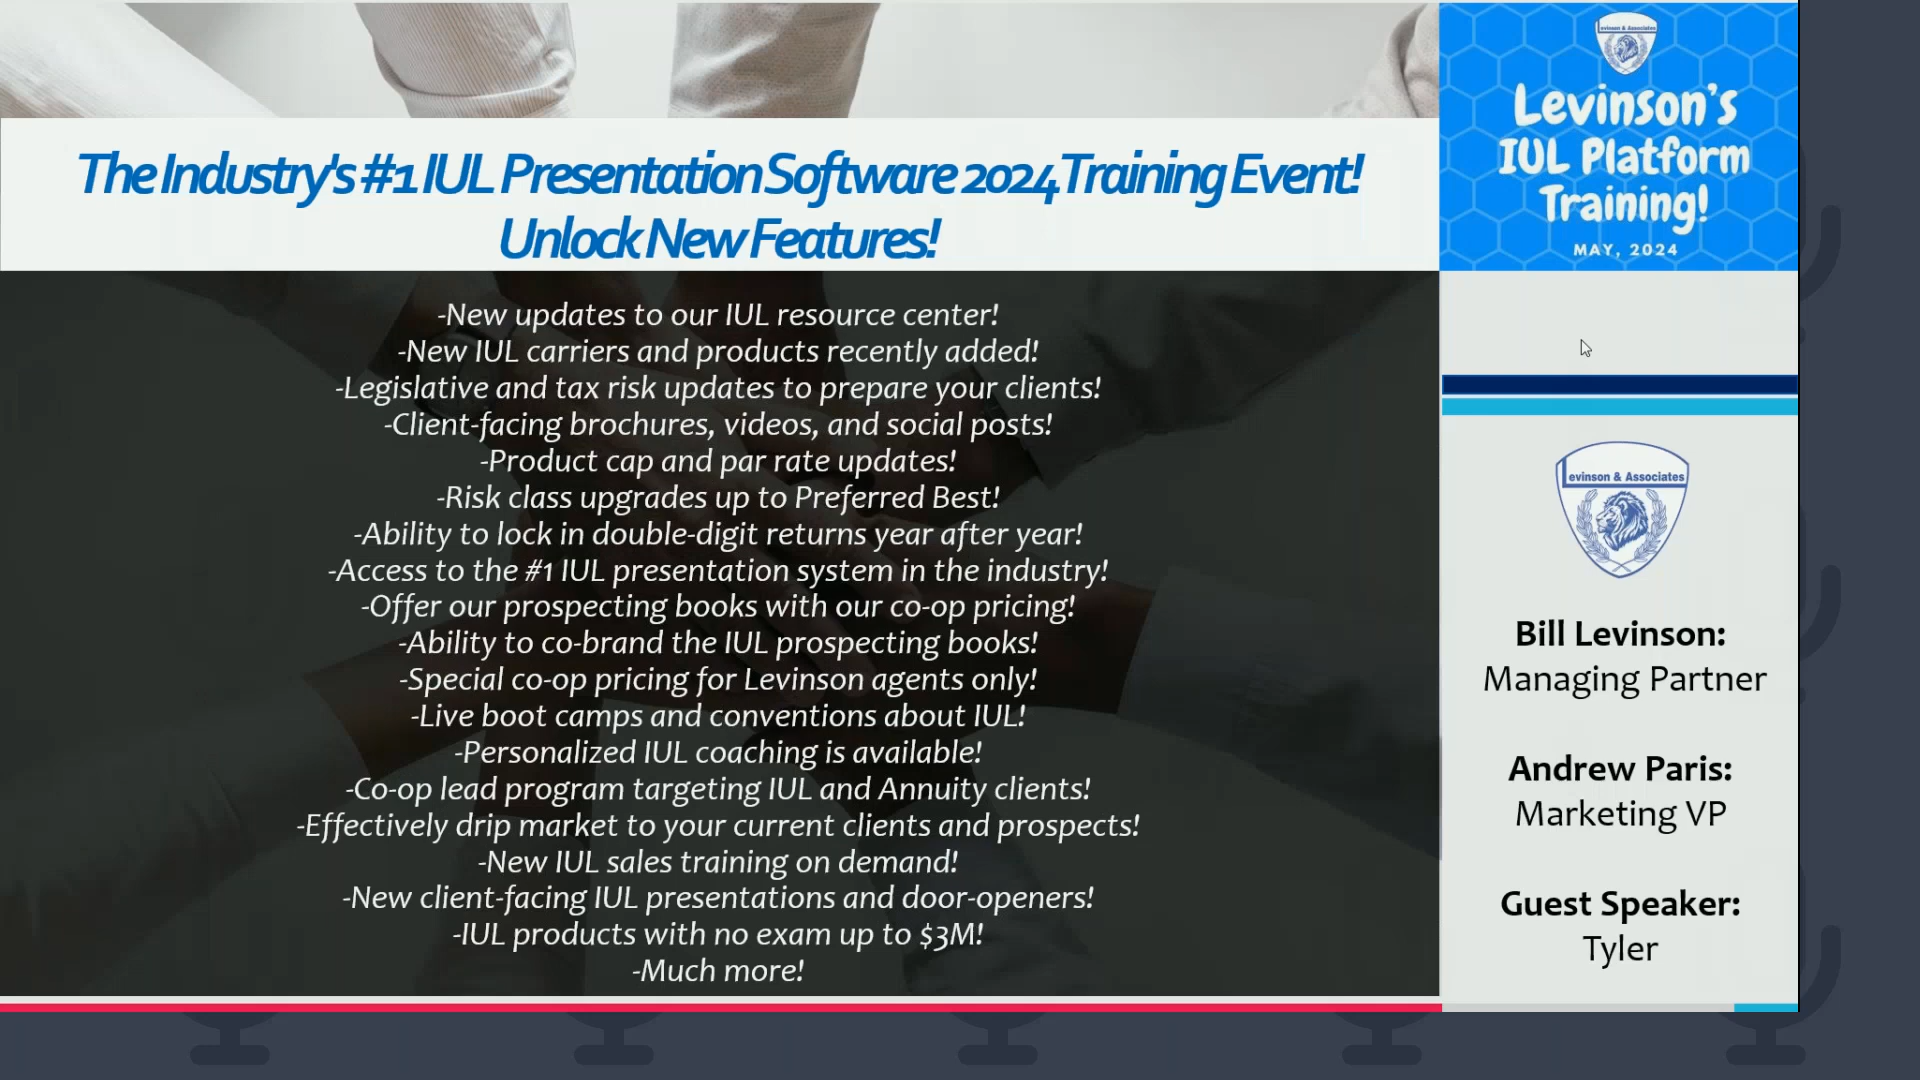 The Industry's #1 IUL Presentation Software 2024 Training Event!
Unlock New Features!
-New updates to our IUL resource center!
-New IUL carriers and products recently added!
-Legislative and tax risk updates to prepare your clients!
-Client-facing brochures, videos, and social posts!
-Product cap and par rate updates!
-Risk class upgrades up to Preferred Best!
-Ability to lock in double-digit returns year after year!
-Access to the #1 IUL presentation system in the industry!
-Offer our prospecting books with our co-op pricing!
-Ability to co-brand the IUL prospecting books!
-Special co-op pricing for Levinson agents only!
-Live boot camps and conventions about IUL!
-Personalized IUL coaching is available!
-Co-op lead program targeting IUL and Annuity clients!
-Effectively drip market to your current clients and prospects!
-New IUL sales training on demand!
-New client-facing IUL presentations and door-openers!
-IUL products with no exam up to $3M!
-Much more!
Levinson & Associates
Levinson's
IUL Platform
Training!
MAY, 2024
Levinson & Associates
Bill Levinson:
Managing Partner
Andrew Paris:
Marketing VP
Guest Speaker:
Tyler